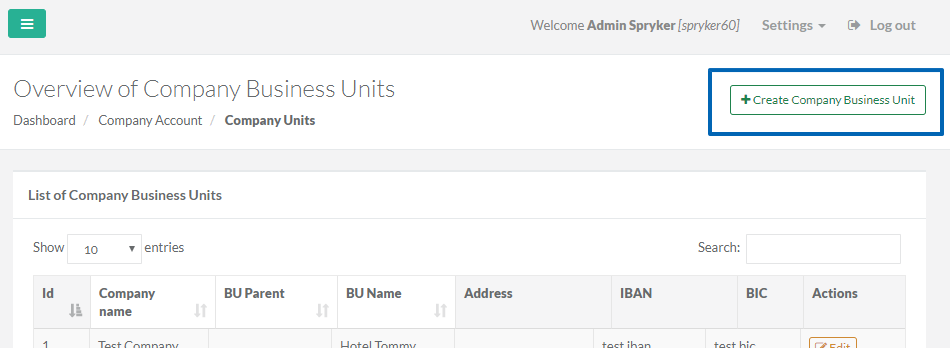 Welcome Admin Spryker [spryker60] Settings Log out
Overview of Company Business Units
+ Create Company Business Unit
Dashboard / Company Account / Company Units
List of Company Business Units
Show 10 entries Search:
Id Company name BU Parent BU Name Address IBAN BIC Actions
1 Test Company Hotel Tommy test iban test bic Edit